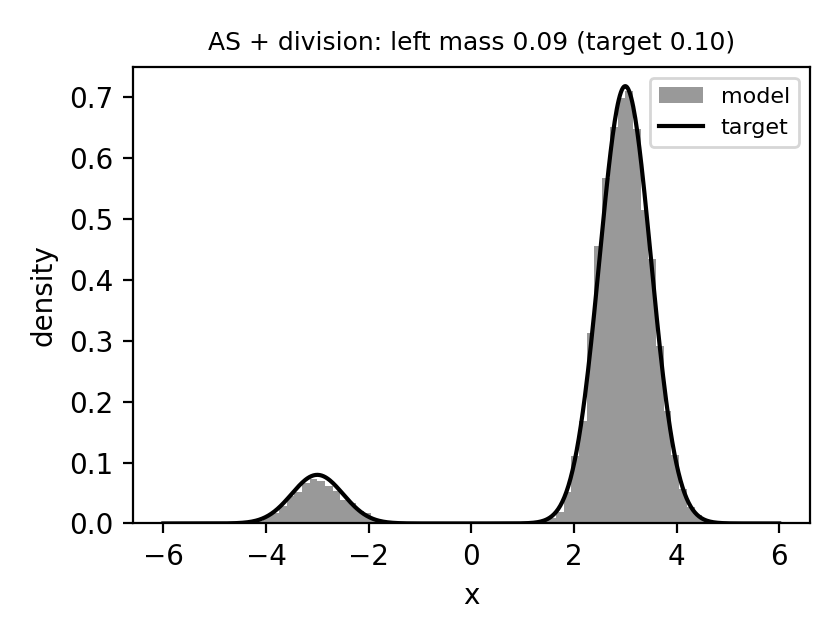 AS + division: left mass 0.09 (target 0.10)
model
target
0.7
0.6
0.5
0.4
0.3
0.2
0.1
0.0
density
−6 −4 −2 0 2 4 6
x